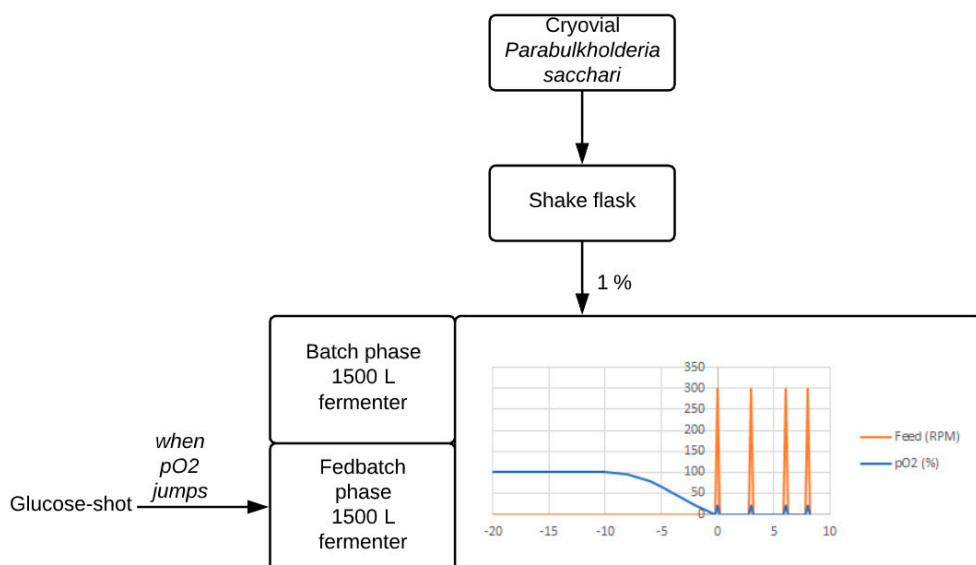 Cryovial
Parabulkholderia
sacchari
Shake flask
1 %
Batch phase
1500 L
fermenter
Fedbatch
phase
1500 L
fermenter
when
pO2
jumps
Glucose-shot
350
300
250
200
150
100
50
0
-20 -15 -10 -5 0 5 10
Feed (RPM)
pO2 (%)